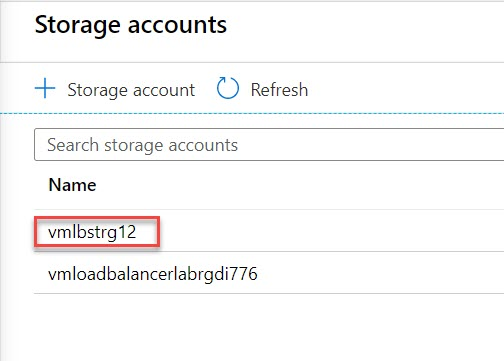 Storage accounts
Storage account Refresh
Search storage accounts
Name
vmlbstrg12
vmloadbalancerlabrgdi776